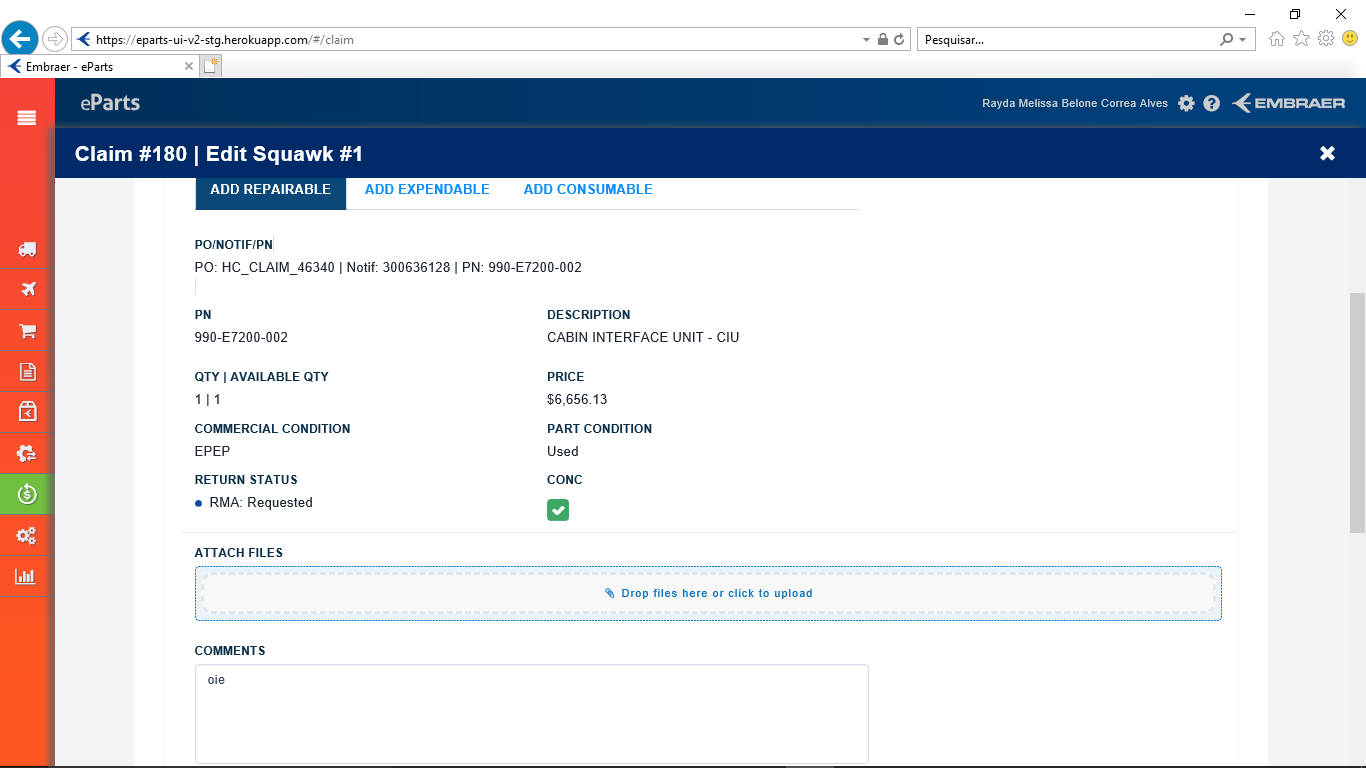 https://eparts-ui-v2-stg.herokuapp.com/#/claim
Pesquisar...
Embraer - eParts
eParts
Rayda Melissa Belone Correa Alves
EMBRAER
Claim #180 | Edit Squawk #1
ADD REPAIRABLE ADD EXPENDABLE ADD CONSUMABLE
PO/NOTIF/PN
PO: HC_CLAIM_46340 | Notif: 300636128 | PN: 990-E7200-002
PN DESCRIPTION
990-E7200-002 CABIN INTERFACE UNIT - CIU
QTY | AVAILABLE QTY PRICE
1 | 1 $6,656.13
COMMERCIAL CONDITION PART CONDITION
EPEP Used
RETURN STATUS CONC
RMA: Requested
ATTACH FILES
Drop files here or click to upload
COMMENTS
oie